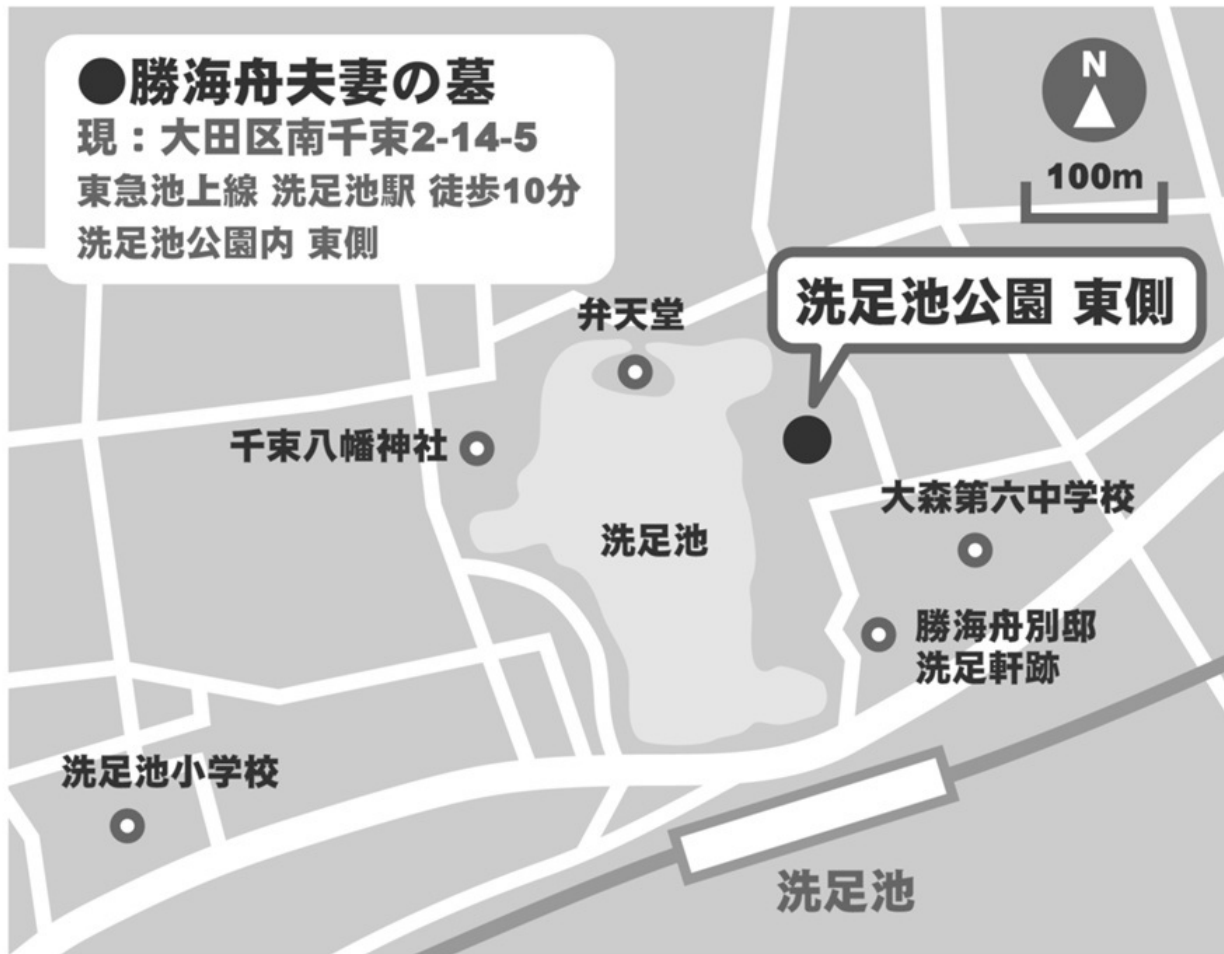 ●勝海舟夫妻の墓
現：大田区南千束2-14-5
東急池上線 洗足池駅 徒歩10分
洗足池公園内 東側
N
100m
洗足池公園 東側
弁天堂
千束八幡神社
洗足池
大森第六中学校
勝海舟別邸
洗足軒跡
洗足池小学校
洗足池